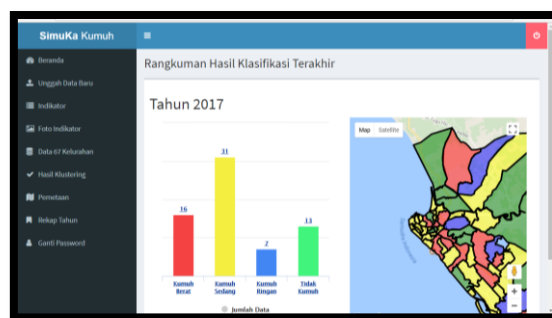 SimuKa Kumuh
Beranda
Unggah Data Baru
Indikator
Foto Indikator
Data 67 Kelurahan
Hasil Klustering
Pemetaan
Rekap Tahun
Ganti Password
Rangkuman Hasil Klasifikasi Terakhir
Tahun 2017
16
31
7
13
Kumuh Berat
Kumuh Sedang
Kumuh Ringan
Tidak Kumuh
Jumlah Data
Map Satellite